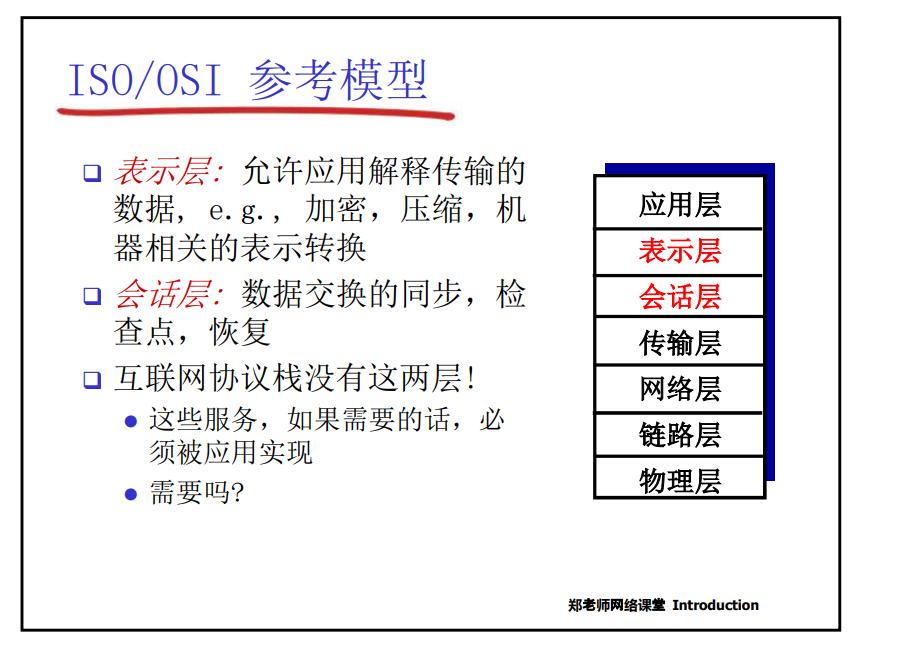 ISO/OSI 参考模型
❑ 表示层: 允许应用解释传输的
数据, e.g., 加密，压缩，机
器相关的表示转换
❑ 会话层: 数据交换的同步，检
查点，恢复
❑ 互联网协议栈没有这两层!
● 这些服务，如果需要的话，必
须被应用实现
● 需要吗?
应用层
表示层
会话层
传输层
网络层
链路层
物理层
郑老师网络课堂 Introduction